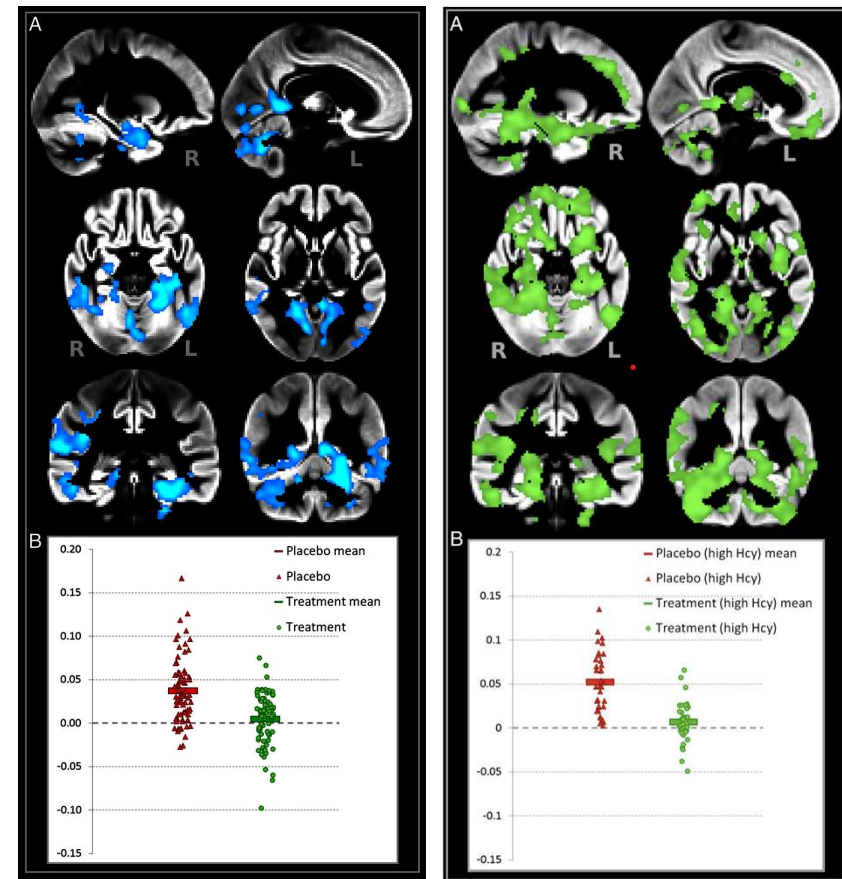 A
R
L
R
L
B
0.20
0.15
0.10
0.05
0.00
-0.05
-0.10
-0.15
Placebo mean
Placebo
Treatment mean
Treatment
A
R
L
R
L
B
0.2
0.15
0.1
0.05
0
-0.05
-0.1
-0.15
Placebo (high Hcy) mean
Placebo (high Hcy)
Treatment (high Hcy) mean
Treatment (high Hcy)